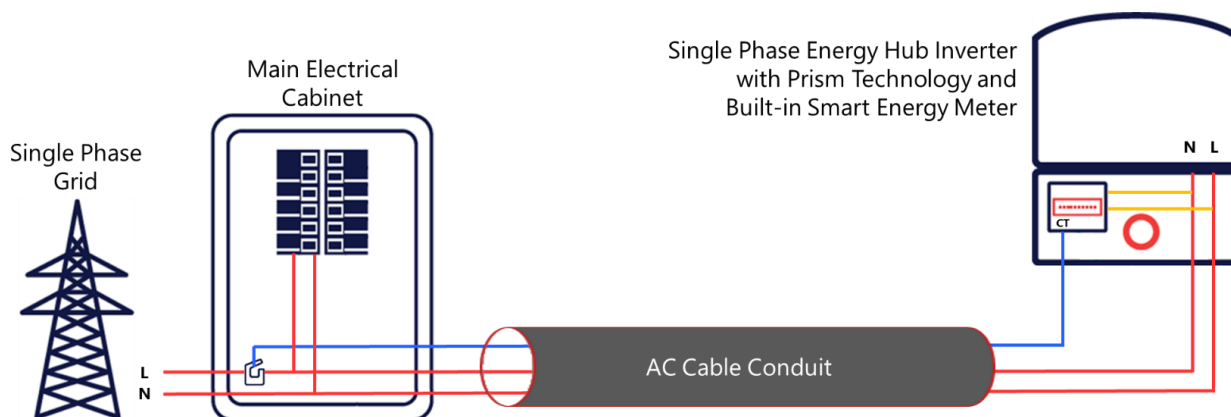 Single Phase
Grid
Main Electrical
Cabinet
Single Phase Energy Hub Inverter
with Prism Technology and
Built-in Smart Energy Meter
N L
CT
L
N
AC Cable Conduit